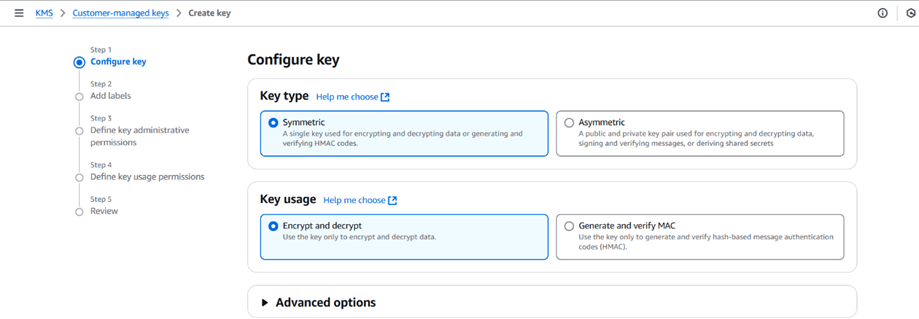 KMS > Customer-managed keys > Create key
Step 1
Configure key
Step 2
Add labels
Step 3
Define key administrative
permissions
Step 4
Define key usage permissions
Step 5
Review
Configure key
Key type Help me choose
Symmetric
A single key used for encrypting and decrypting data or generating and
verifying HMAC codes.
Asymmetric
A public and private key pair used for encrypting and decrypting data,
signing and verifying messages, or deriving shared secrets
Key usage Help me choose
Encrypt and decrypt
Use the key only to encrypt and decrypt data.
Generate and verify MAC
Use the key only to generate and verify hash-based message authentication
codes (HMAC).
Advanced options